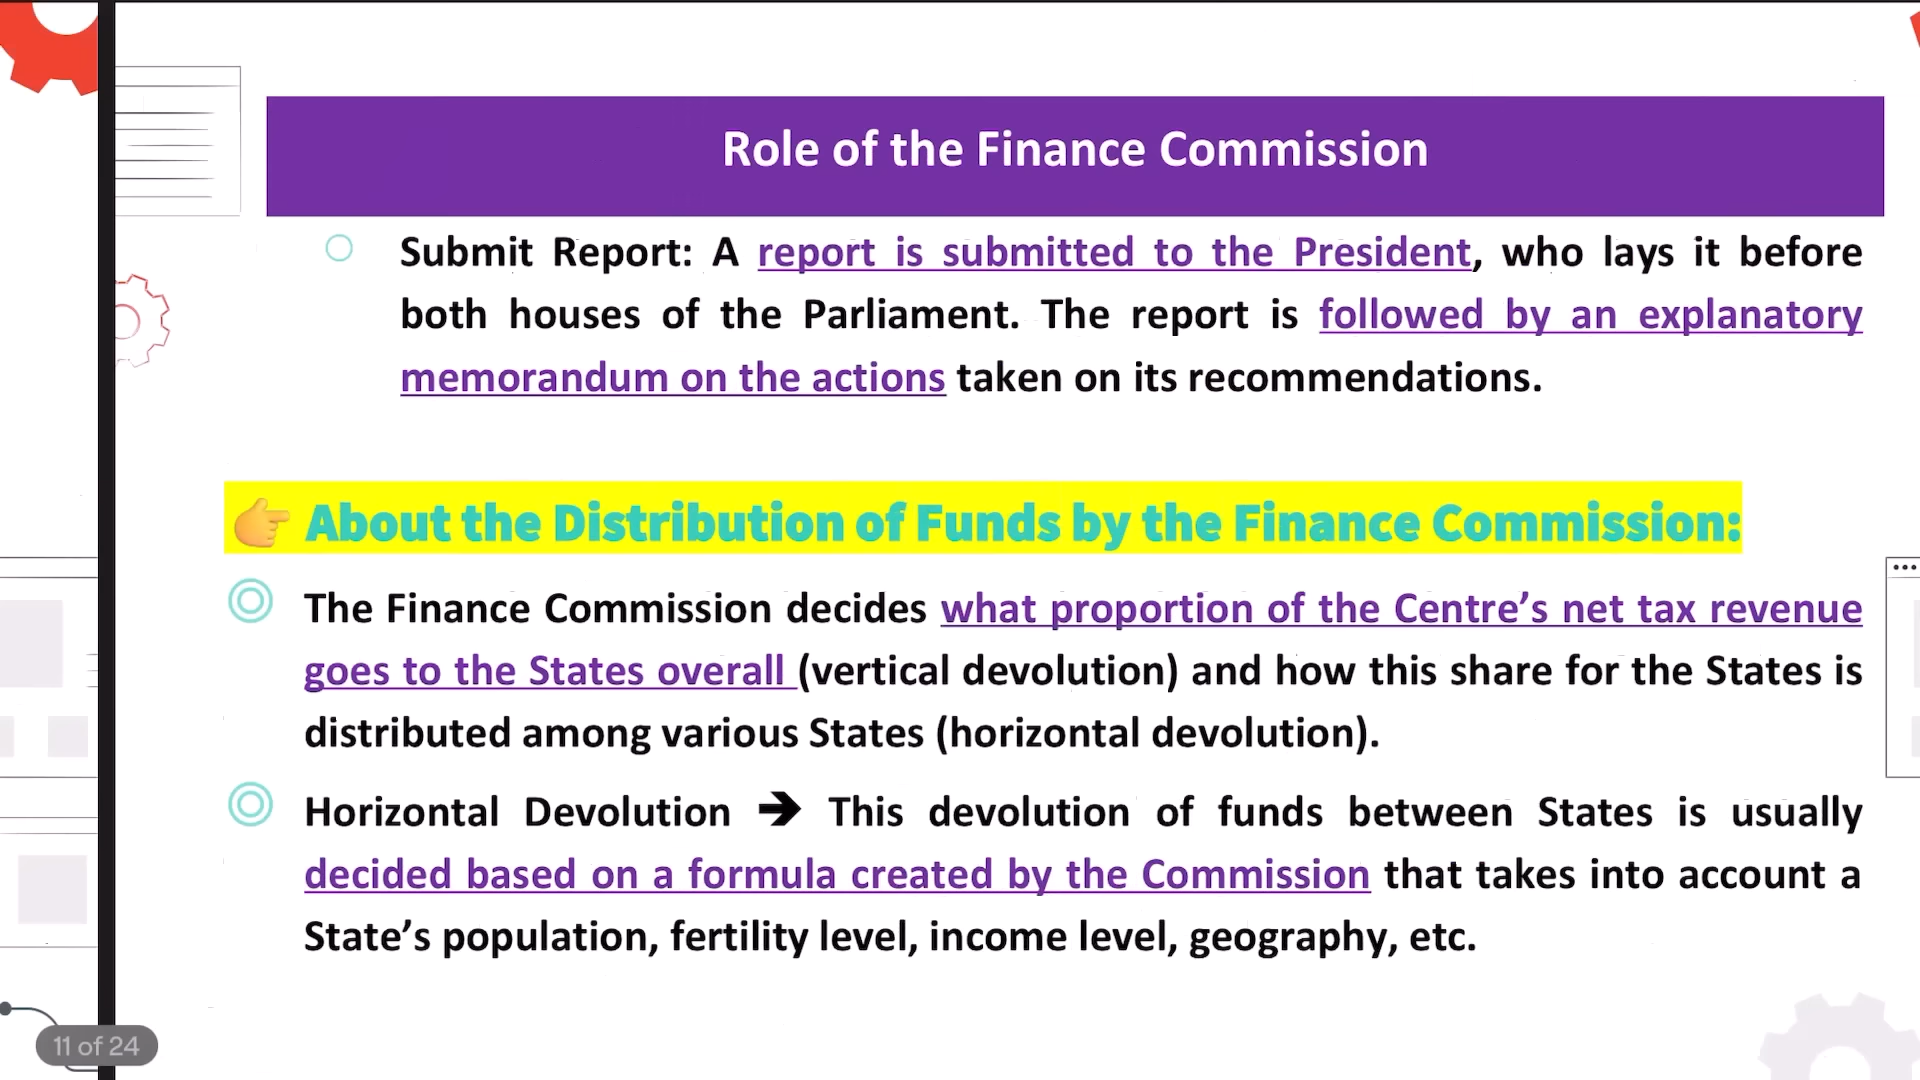 Role of the Finance Commission
Submit Report: A report is submitted to the President, who lays it before
both houses of the Parliament. The report is followed by an explanatory
memorandum on the actions taken on its recommendations.
👉 About the Distribution of Funds by the Finance Commission:
The Finance Commission decides what proportion of the Centre’s net tax revenue
goes to the States overall (vertical devolution) and how this share for the States is
distributed among various States (horizontal devolution).
Horizontal Devolution ➔ This devolution of funds between States is usually
decided based on a formula created by the Commission that takes into account a
State’s population, fertility level, income level, geography, etc.
11 of 24